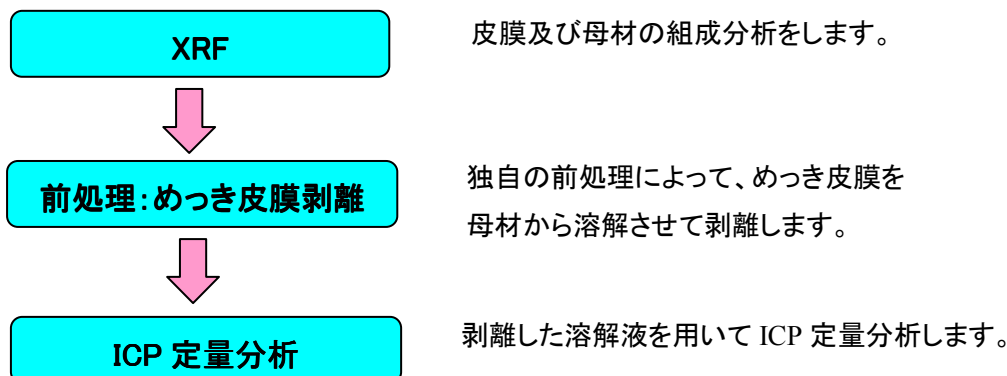 XRF
皮膜及び母材の組成分析をします。
前処理:めっき皮膜剥離
独自の前処理によって、めっき皮膜を
母材から溶解させて剥離します。
ICP 定量分析
剥離した溶解液を用いて ICP 定量分析します。